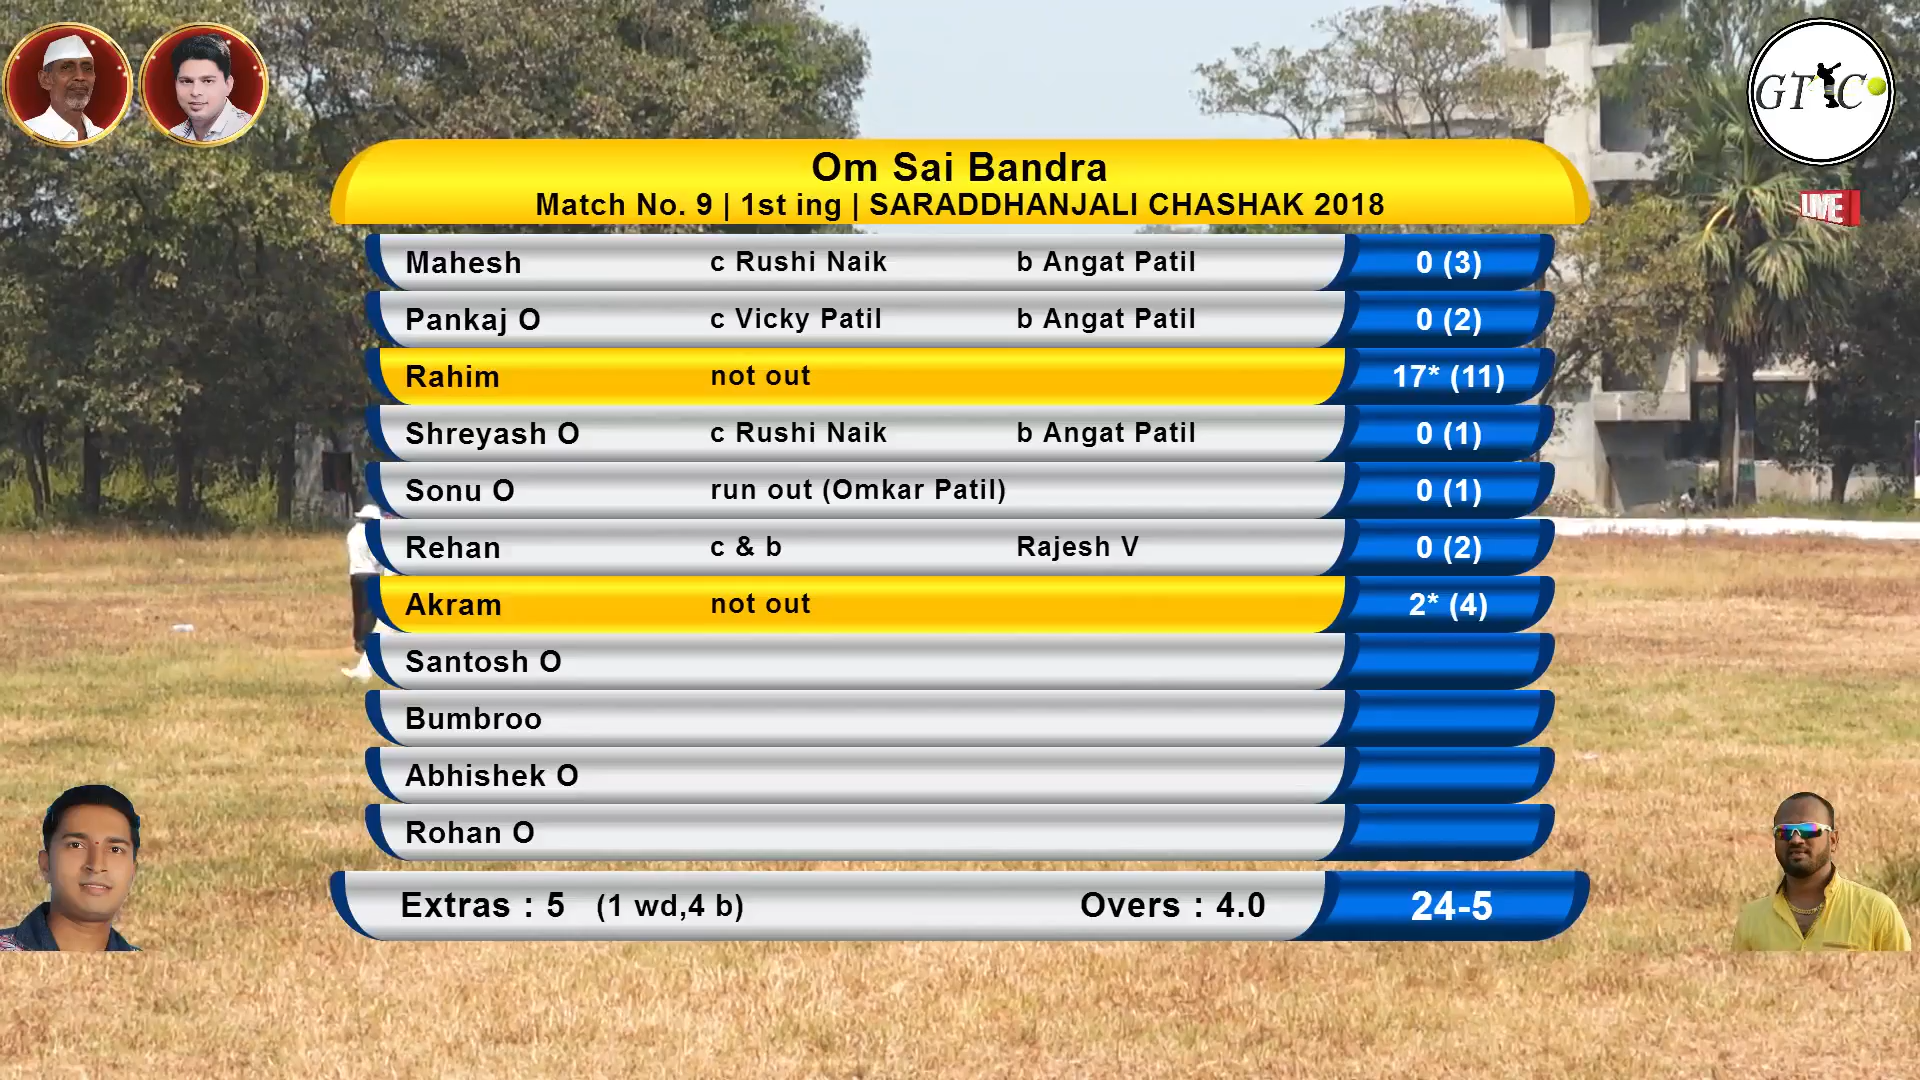 GTC
LIVE
Om Sai Bandra
Match No. 9 | 1st ing | SARADDHANJALI CHASHAK 2018
Mahesh c Rushi Naik b Angat Patil 0 (3)
Pankaj O c Vicky Patil b Angat Patil 0 (2)
Rahim not out 17* (11)
Shreyash O c Rushi Naik b Angat Patil 0 (1)
Sonu O run out (Omkar Patil) 0 (1)
Rehan c & b Rajesh V 0 (2)
Akram not out 2* (4)
Santosh O
Bumbroo
Abhishek O
Rohan O
Extras : 5 (1 wd,4 b) Overs : 4.0 24-5